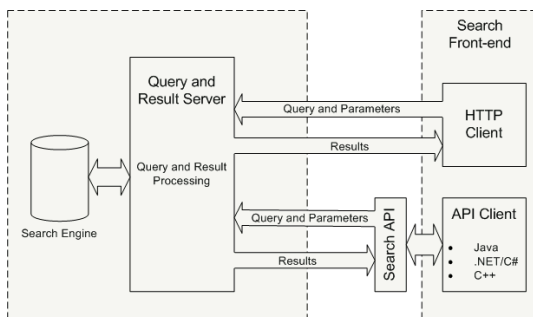 Search
Front-end
Query and
Result Server
Query and Parameters
HTTP
Client
Results
Query and Result
Processing
Search Engine
Query and Parameters
Search API
API Client
• Java
• .NET/C#
• C++
Results